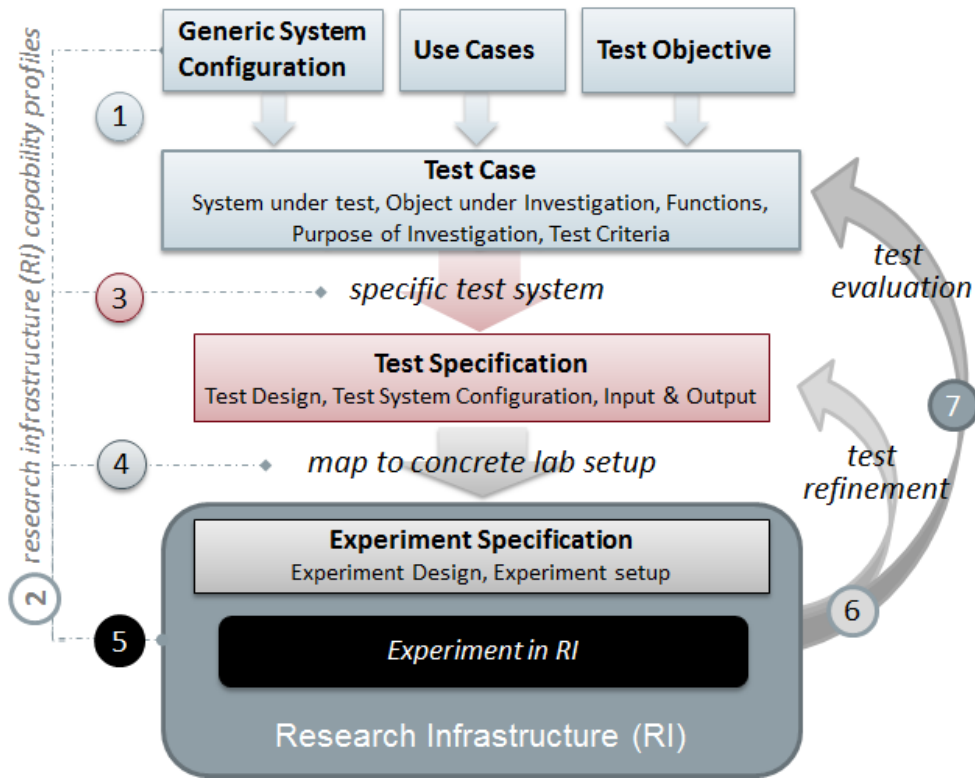 Generic System
Configuration
Use Cases
Test Objective
1
Test Case
System under test, Object under Investigation, Functions,
Purpose of Investigation, Test Criteria
test
evaluation
3
specific test system
Test Specification
Test Design, Test System Configuration, Input & Output
7
4
map to concrete lab setup
test
refinement
Experiment Specification
Experiment Design, Experiment setup
2
research infrastructure (RI) capability profiles
5
6
Experiment in RI
Research Infrastructure (RI)